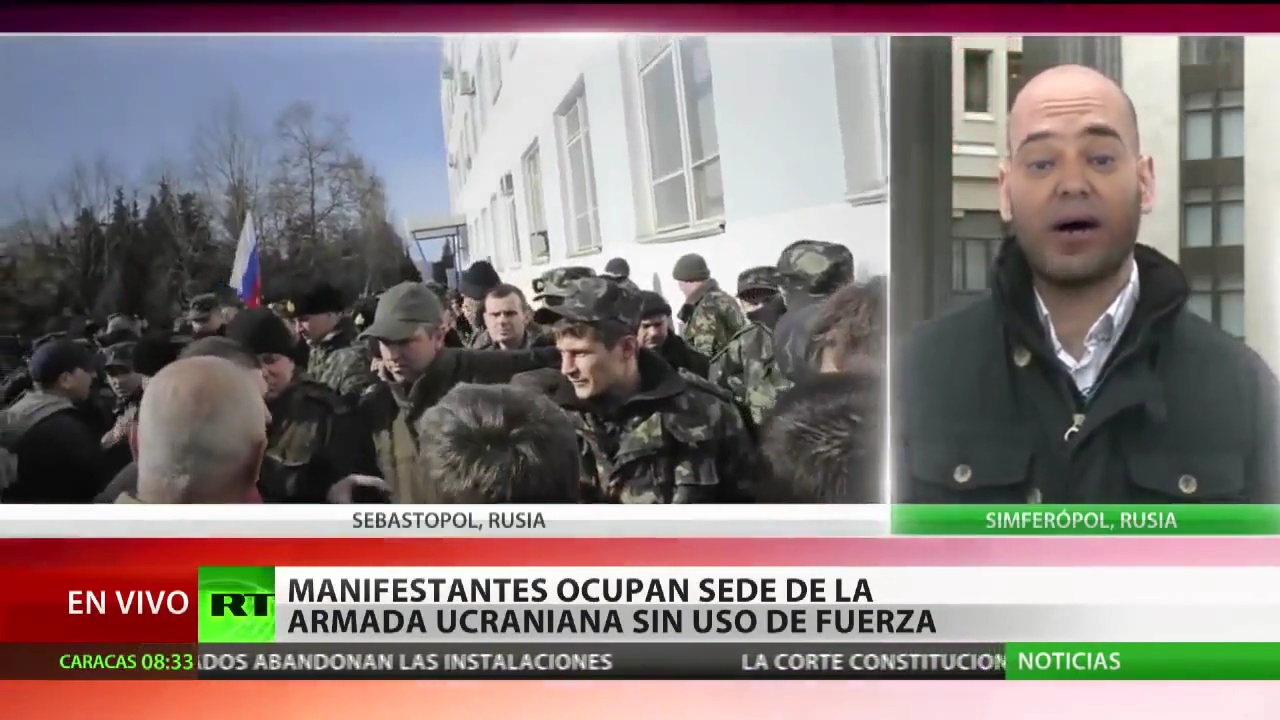 SEBASTOPOL, RUSIA
SIMFERÓPOL, RUSIA
EN VIVO
RT
MANIFESTANTES OCUPAN SEDE DE LA
ARMADA UCRANIANA SIN USO DE FUERZA
CARACAS 08:33
ABANDONAN LAS INSTALACIONES
LA CORTE
NOTICIAS